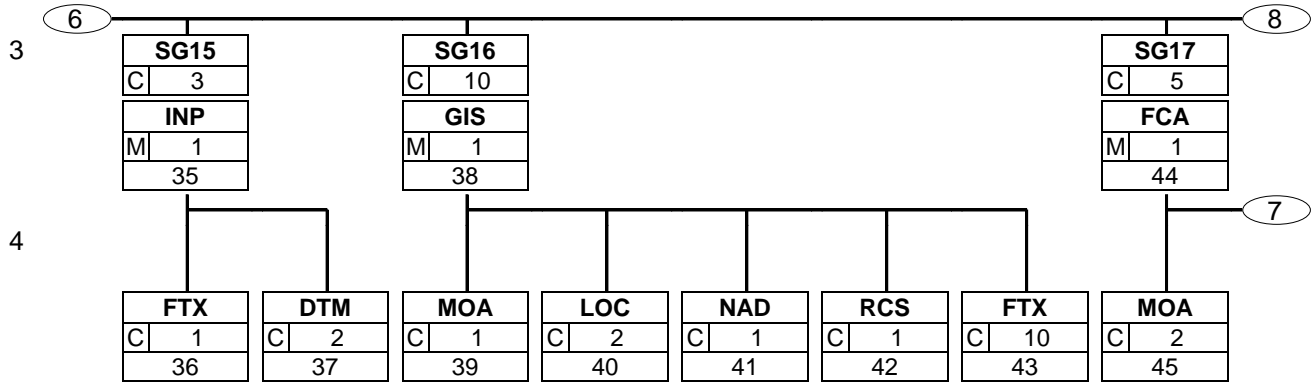 6 8
3 SG15 SG16 SG17
C 3 C 10 C 5
INP GIS FCA
M 1 M 1 M 1
35 38 44
7
4
FTX DTM MOA LOC NAD RCS FTX MOA
C 1 C 2 C 1 C 2 C 1 C 1 C 10 C 2
36 37 39 40 41 42 43 45